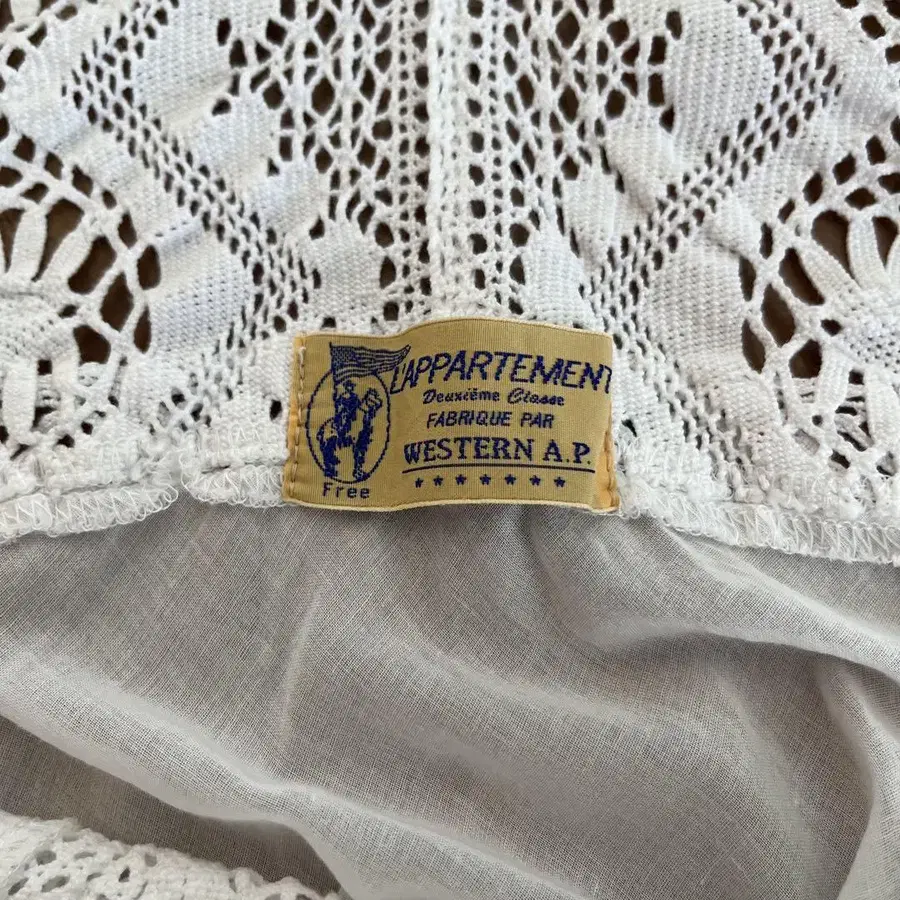 L'APPARTEMENT
Deuxième Classe
FABRIQUE PAR
WESTERN A.P.
★ ★ ★ ★ ★ ★ ★
Free